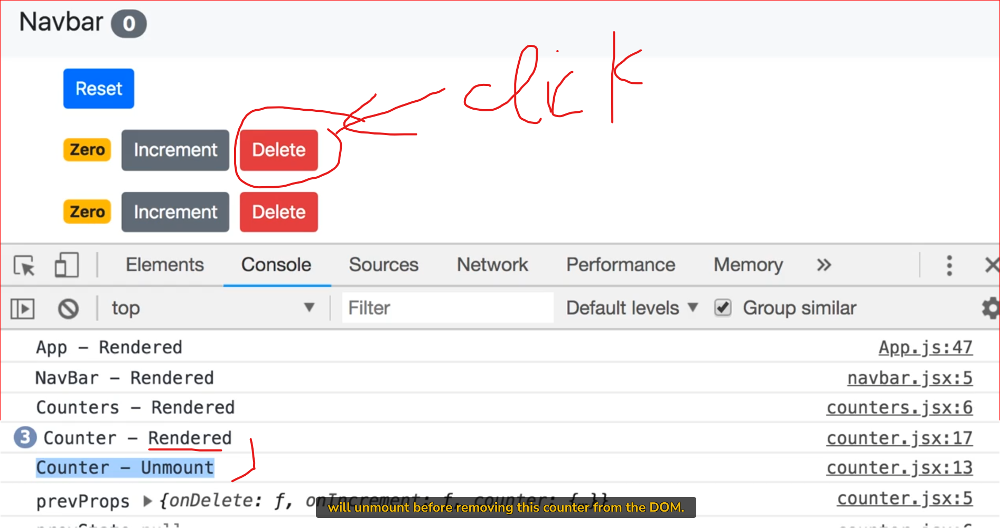 Navbar 0
click
Reset
Zero Increment Delete
Zero Increment Delete
Elements Console Sources Network Performance Memory »
top ▼ Filter Default levels ▼ Group similar
App – Rendered App.js:47
NavBar – Rendered navbar.jsx:5
Counters – Rendered counters.jsx:6
3 Counter – Rendered counter.jsx:17
Counter – Unmount counter.jsx:13
prevProps ▶ {onDelete: f, onIncrement: f, counter: {…}} counter.jsx:5
will unmount before removing this counter from the DOM.